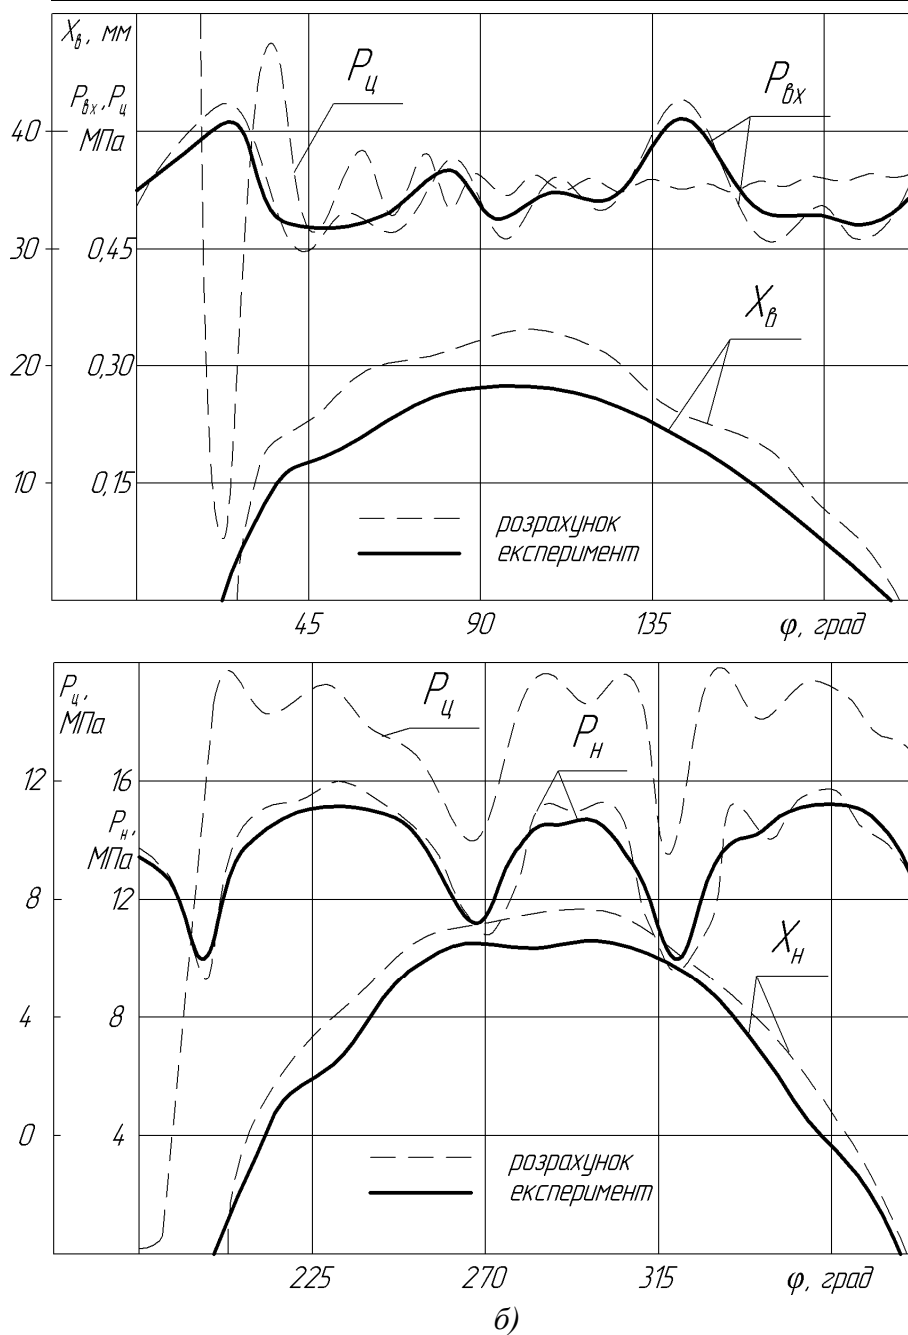 Xв, мм
Pц
Pвх
Pвх, Pц
МПа
40
30
0,45
Xв
20
0,30
10
0,15
розрахунок
експеримент
45
90
135
φ, град
Pц,
МПа
Pц
Pн
12
16
Pн,
МПа
8
12
Xн
4
8
0
4
розрахунок
експеримент
225
270
315
φ, град
б)